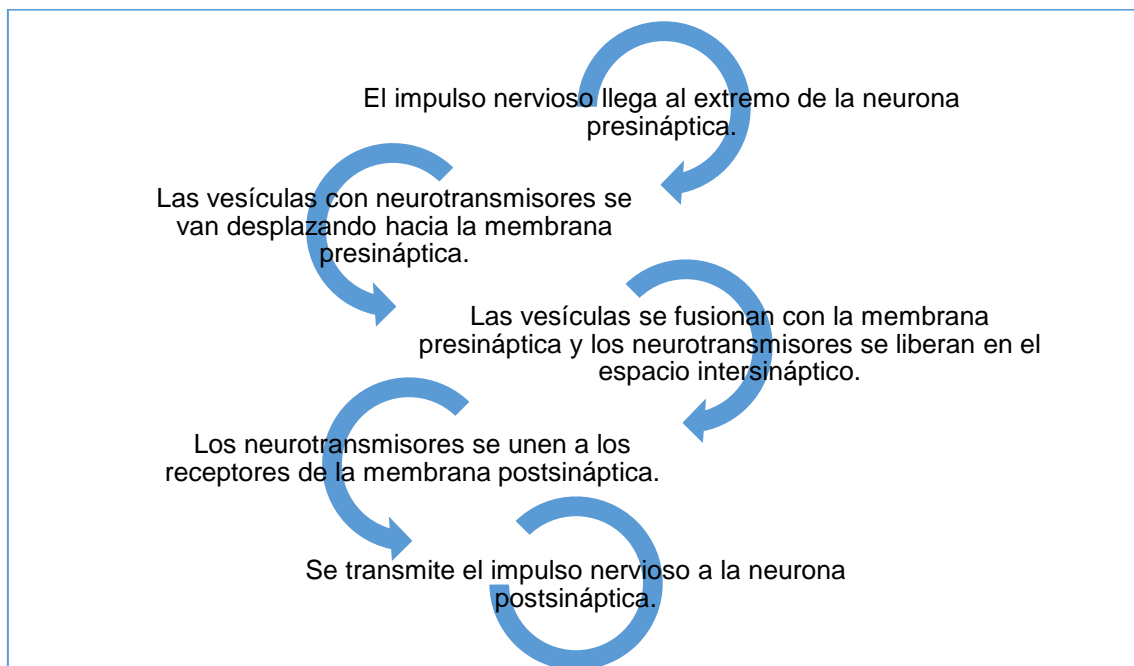 El impulso nervioso llega al extremo de la neurona
presináptica.
Las vesículas con neurotransmisores se
van desplazando hacia la membrana
presináptica.
Las vesículas se fusionan con la membrana
presináptica y los neurotransmisores se liberan en el
espacio intersináptico.
Los neurotransmisores se unen a los
receptores de la membrana postsináptica.
Se transmite el impulso nervioso a la neurona
postsináptica.